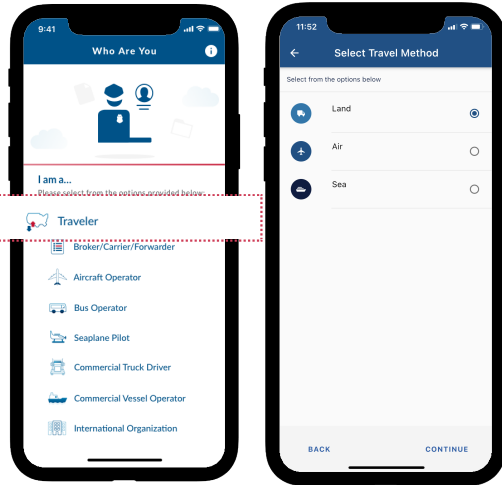 9:41
Who Are You
I am a...
Please select from the options provided below:
Traveler
Broker/Carrier/Forwarder
Aircraft Operator
Bus Operator
Seaplane Pilot
Commercial Truck Driver
Commercial Vessel Operator
International Organization
11:52
Select Travel Method
Select from the options below
Land
Air
Sea
BACK
CONTINUE